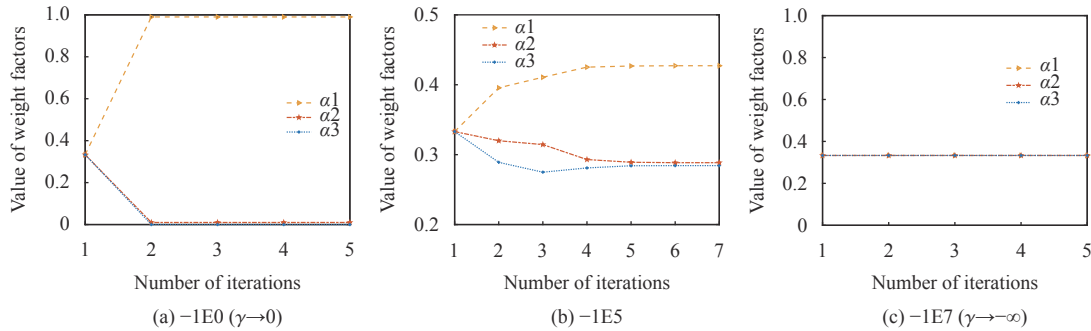 Value of weight factors
1.0
0.8
0.6
0.4
0.2
0
α1
α2
α3
1 2 3 4 5
Number of iterations
(a) −1E0 (γ→0)
Value of weight factors
0.5
0.4
0.3
0.2
α1
α2
α3
1 2 3 4 5 6 7
Number of iterations
(b) −1E5
Value of weight factors
1.0
0.8
0.6
0.4
0.2
0
α1
α2
α3
1 2 3 4 5
Number of iterations
(c) −1E7 (γ→−∞)